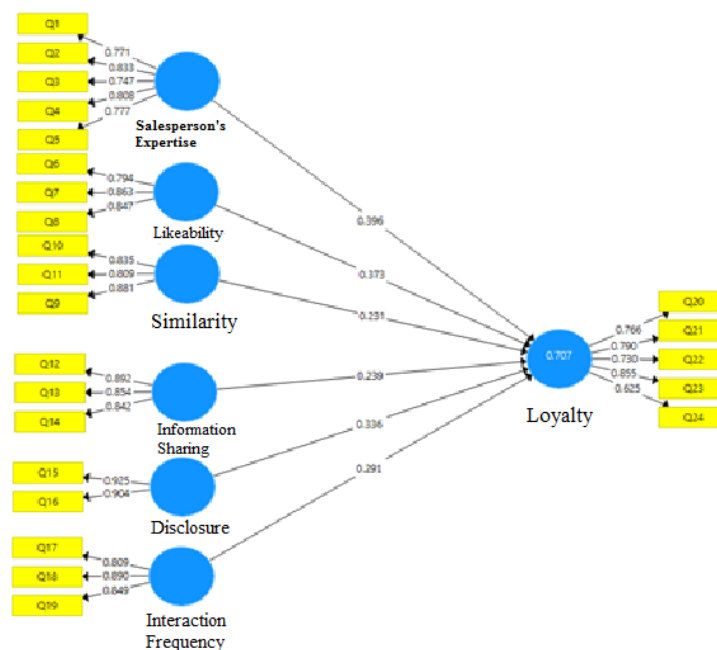 Q1
0.771
Q2
0.833
Q3
0.747
Q4
0.808
Q5
0.777
Salesperson's
Expertise
0.396
Q6
0.794
Q7
0.863
Q8
0.847
Likeability
0.373
Q10
0.835
Q11
0.809
Q9
0.881
Similarity
0.231
Q12
0.892
Q13
0.854
Q14
0.842
Information
Sharing
0.239
Q15
0.925
Q16
0.904
Disclosure
0.336
Q17
0.809
Q18
0.890
Q19
0.849
Interaction
Frequency
0.291
0.707
Loyalty
0.766
Q20
0.790
Q21
0.730
Q22
0.855
Q23
0.625
Q24